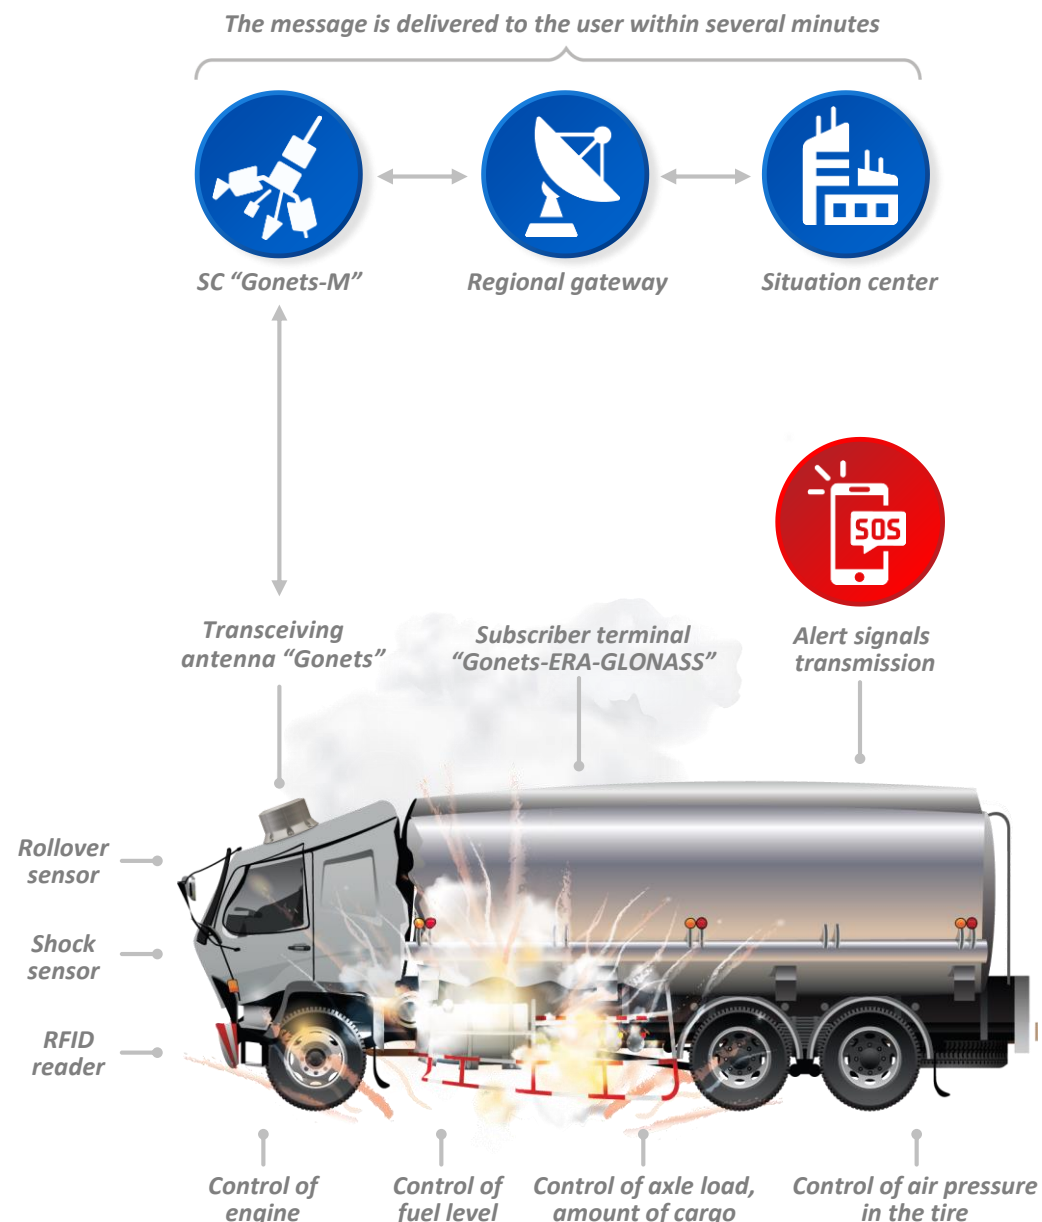 The message is delivered to the user within several minutes
SC “Gonets-M”
Regional gateway
Situation center
SOS
Transceiving
antenna “Gonets”
Subscriber terminal
“Gonets-ERA-GLONASS”
Alert signals
transmission
Rollover
sensor
Shock
sensor
RFID
reader
Control of
engine
Control of
fuel level
Control of axle load,
amount of cargo
Control of air pressure
in the tire